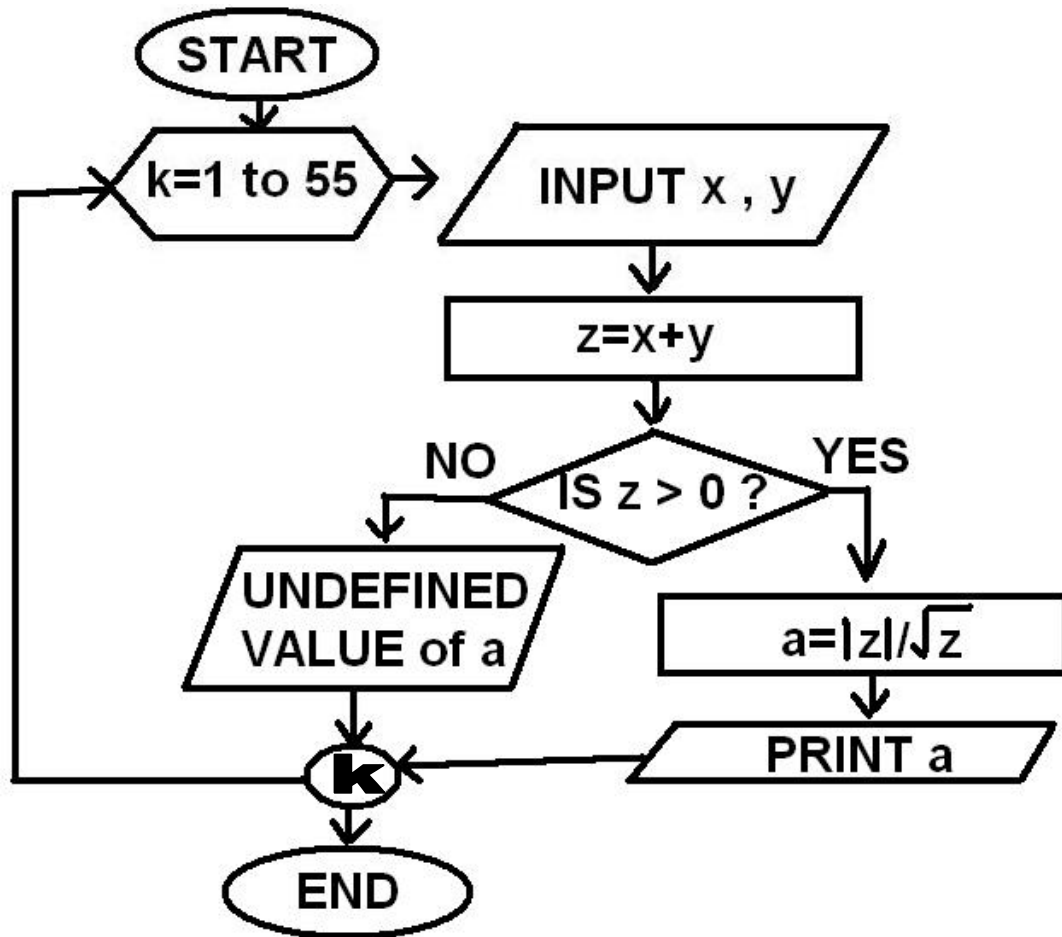 START
k=1 to 55
INPUT x , y
z=x+y
IS z > 0 ?
NO
YES
UNDEFINED
VALUE of a
a=|z|/√z
PRINT a
k
END